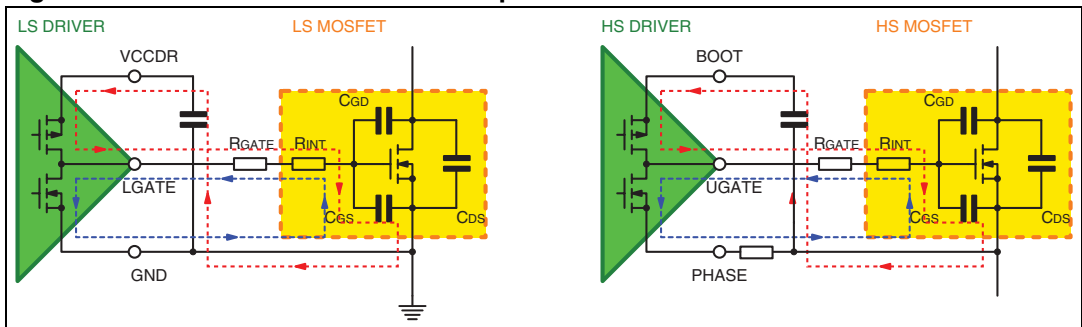 LS DRIVER
LS MOSFET
VCCDR
CGD
RGATE
RINT
LGATE
CGS
CDS
GND
HS DRIVER
HS MOSFET
BOOT
CGD
RGATE
RINT
UGATE
CGS
CDS
PHASE